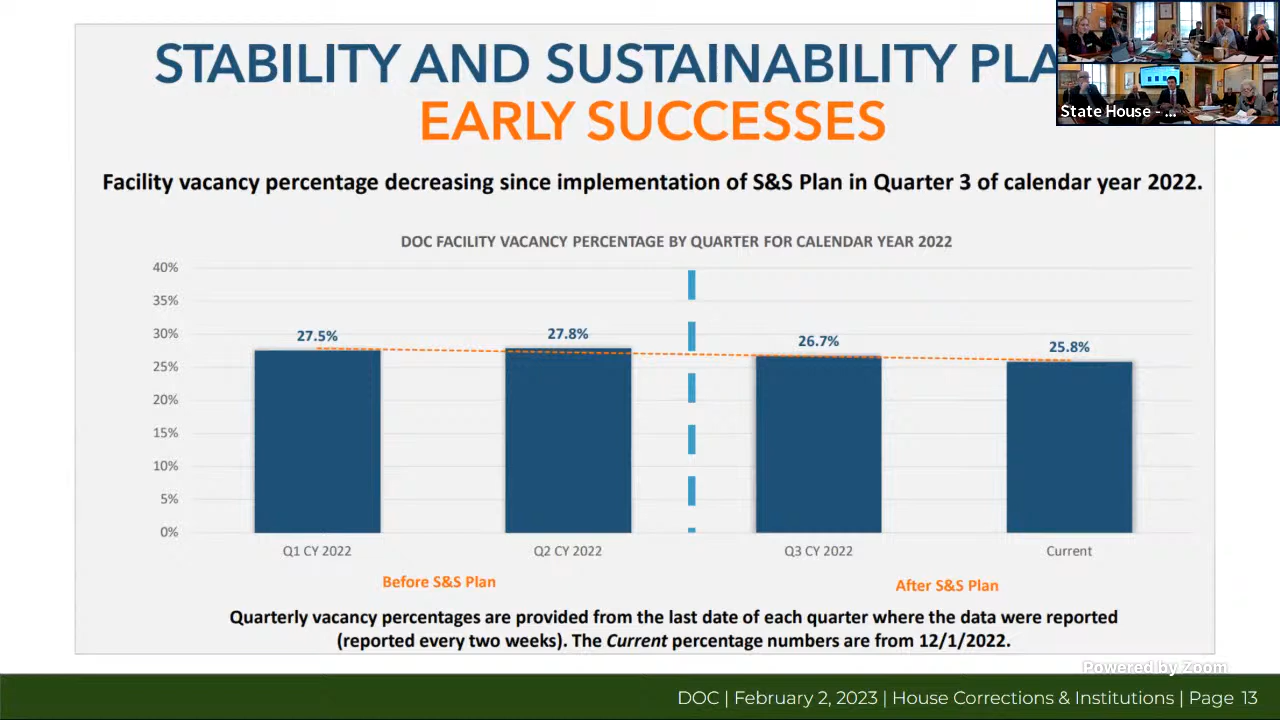 STABILITY AND SUSTAINABILITY PLA
EARLY SUCCESSES
State House - ...
Facility vacancy percentage decreasing since implementation of S&S Plan in Quarter 3 of calendar year 2022.
DOC FACILITY VACANCY PERCENTAGE BY QUARTER FOR CALENDAR YEAR 2022
40%
35%
30%
25%
20%
15%
10%
5%
0%
27.5%
27.8%
26.7%
25.8%
Q1 CY 2022
Q2 CY 2022
Q3 CY 2022
Current
Before S&S Plan
After S&S Plan
Quarterly vacancy percentages are provided from the last date of each quarter where the data were reported
(reported every two weeks). The Current percentage numbers are from 12/1/2022.
Powered by Zoom
DOC | February 2, 2023 | House Corrections & Institutions | Page 13